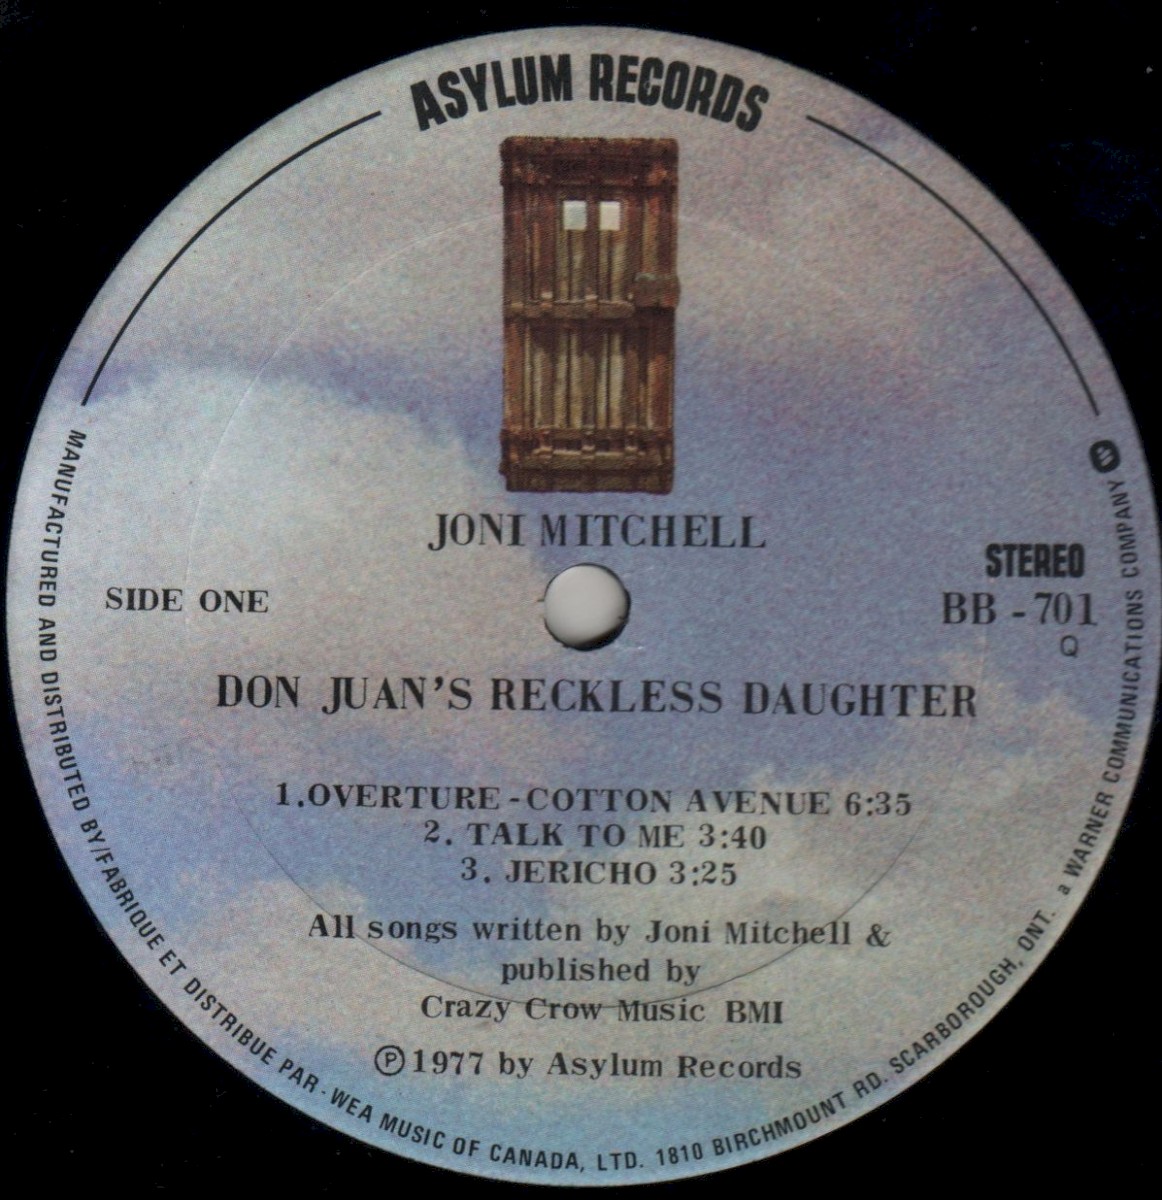 ASYLUM RECORDS
JONI MITCHELL
STEREO
SIDE ONE
BB - 701
Q
DON JUAN'S RECKLESS DAUGHTER
1.OVERTURE - COTTON AVENUE 6:35
2. TALK TO ME 3:40
3. JERICHO 3:25
All songs written by Joni Mitchell &
published by
Crazy Crow Music BMI
Ⓟ1977 by Asylum Records
MANUFACTURED AND DISTRIBUTED BY/FABRIQUE ET DISTRIBUE PAR - WEA MUSIC OF CANADA, LTD. 1810 BIRCHMOUNT RD. SCARBOROUGH, ONT. a WARNER COMMUNICATIONS COMPANY